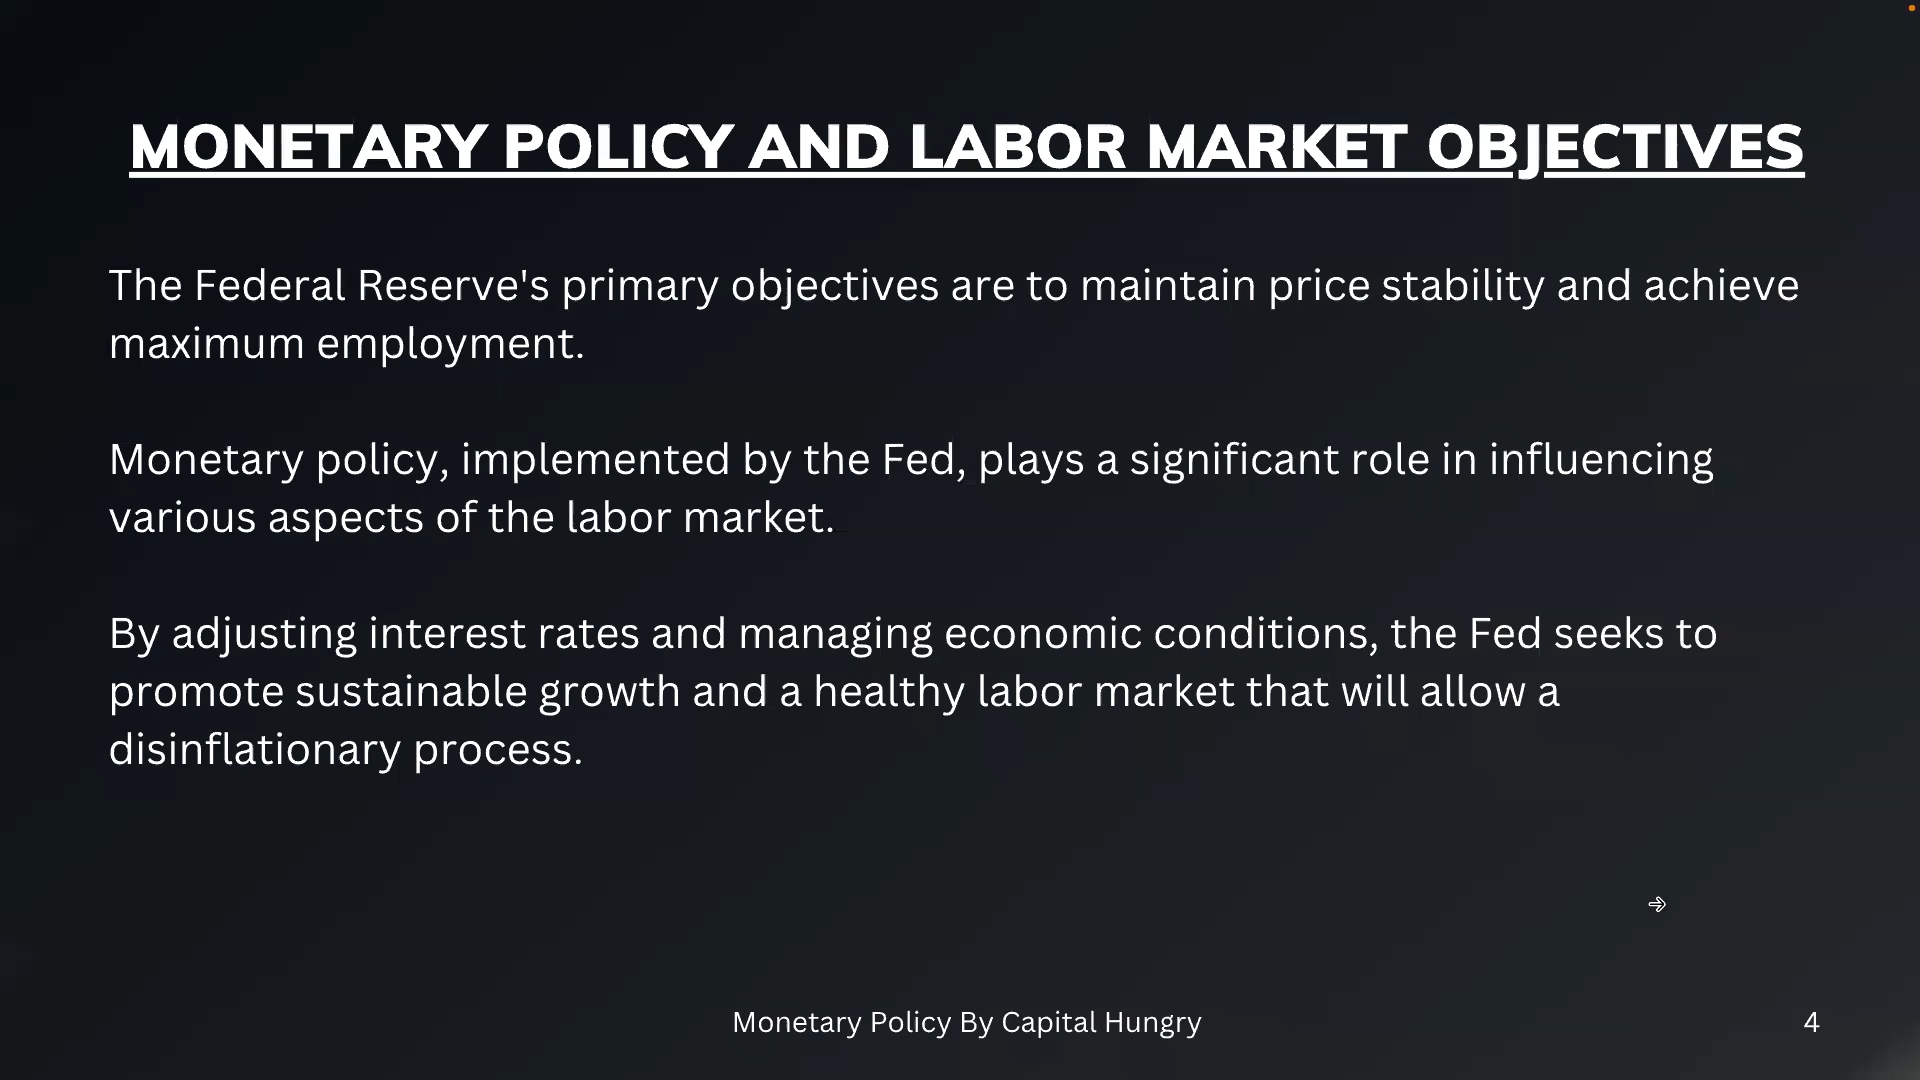 MONETARY POLICY AND LABOR MARKET OBJECTIVES
The Federal Reserve's primary objectives are to maintain price stability and achieve
maximum employment.
Monetary policy, implemented by the Fed, plays a significant role in influencing
various aspects of the labor market.
By adjusting interest rates and managing economic conditions, the Fed seeks to
promote sustainable growth and a healthy labor market that will allow a
disinflationary process.
Monetary Policy By Capital Hungry
4